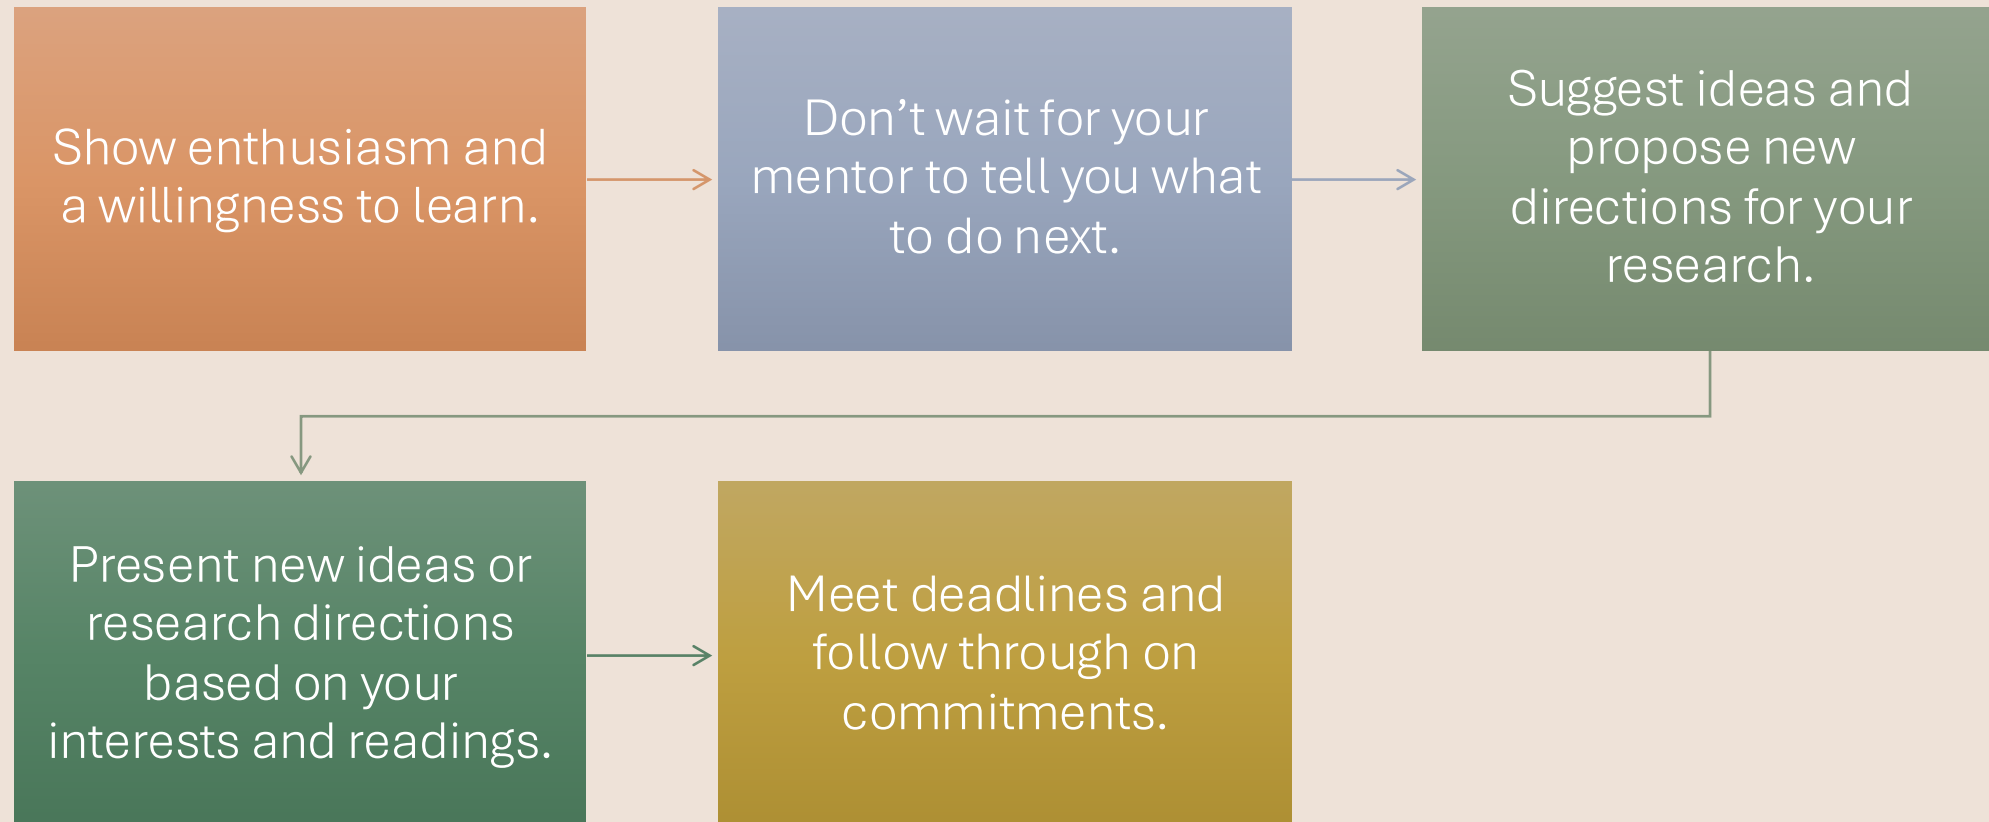 Show enthusiasm and
a willingness to learn.
Don’t wait for your
mentor to tell you what
to do next.
Suggest ideas and
propose new
directions for your
research.
Present new ideas or
research directions
based on your
interests and readings.
Meet deadlines and
follow through on
commitments.